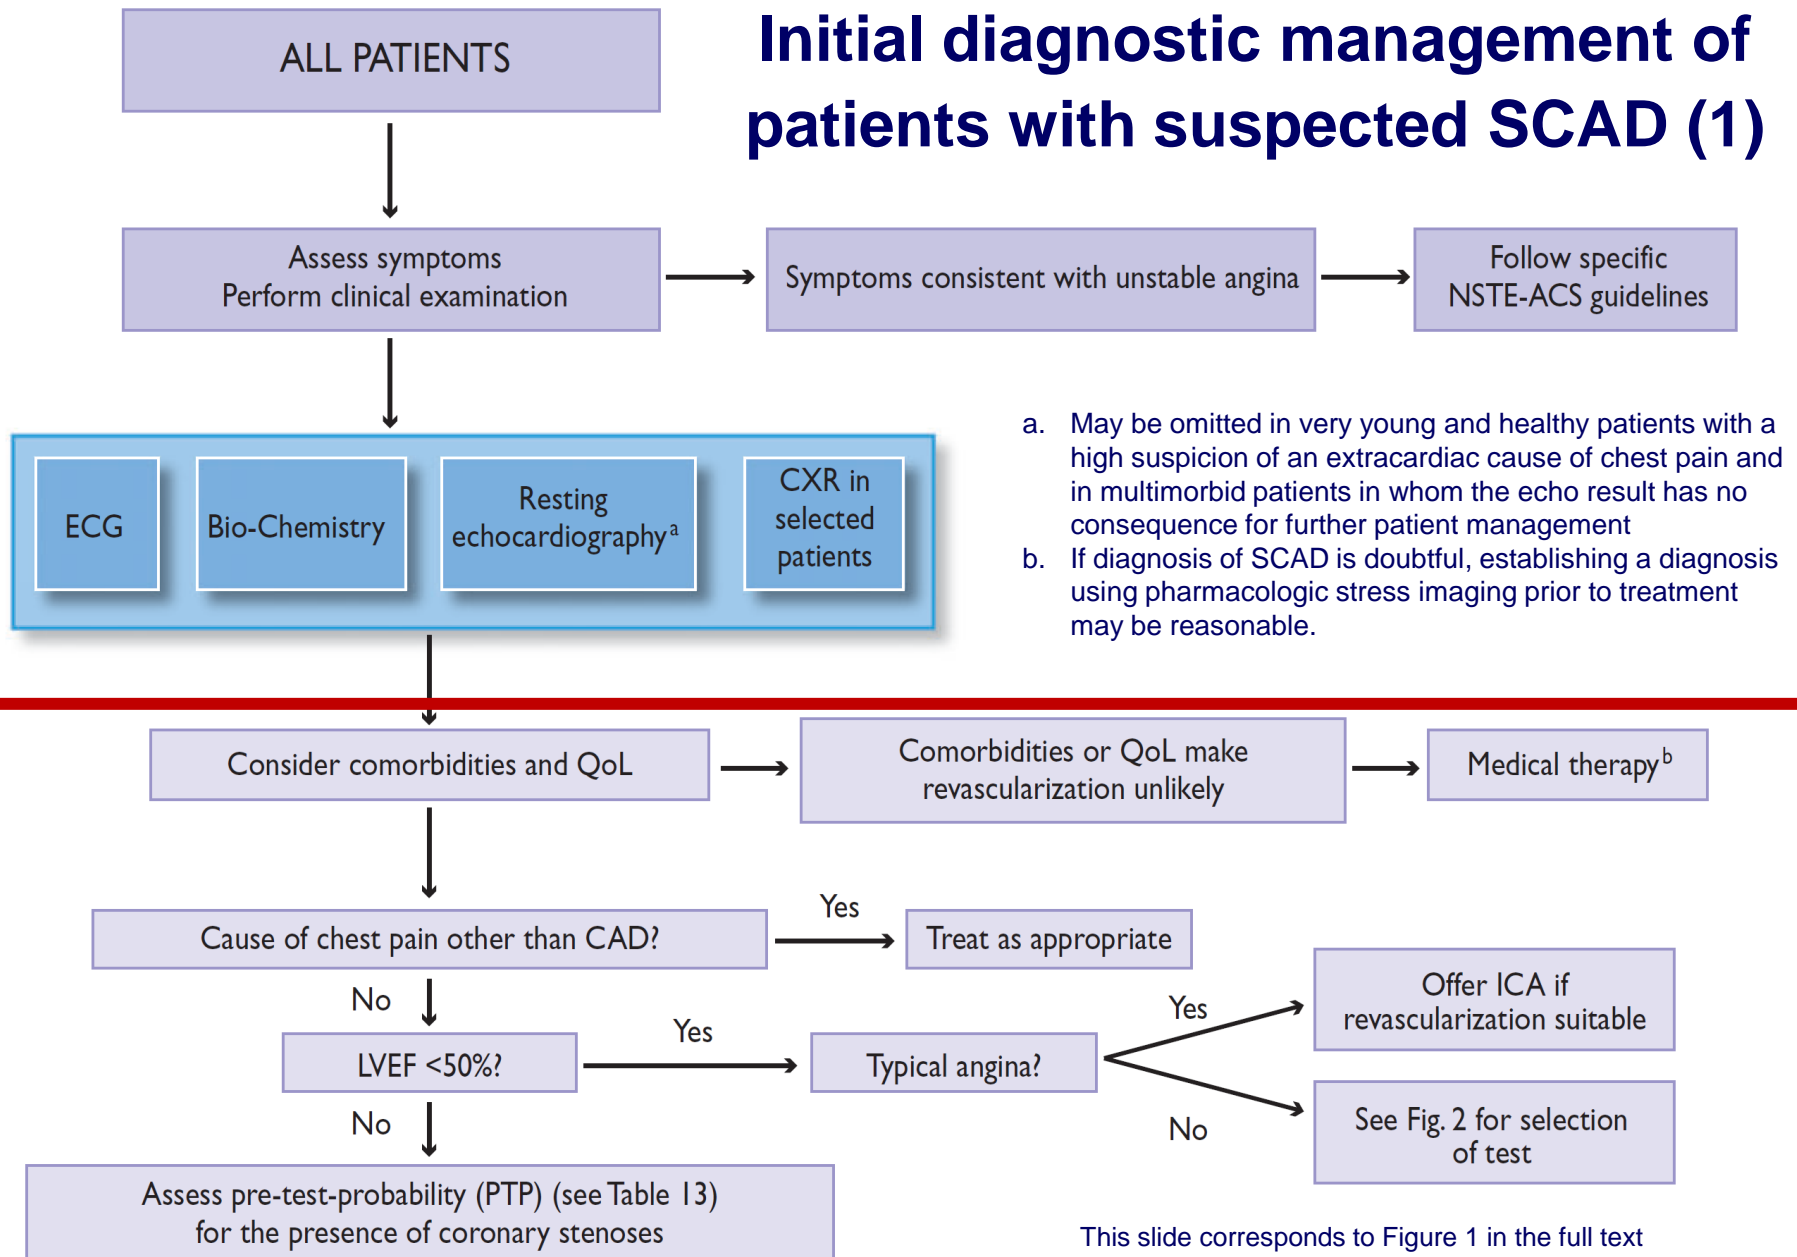 Initial diagnostic management of
patients with suspected SCAD (1)
ALL PATIENTS
Assess symptoms
Perform clinical examination
Symptoms consistent with unstable angina
Follow specific
NSTE-ACS guidelines
ECG
Bio-Chemistry
Resting
echocardiographyᵃ
CXR in
selected
patients
a. May be omitted in very young and healthy patients with a
high suspicion of an extracardiac cause of chest pain and
in multimorbid patients in whom the echo result has no
consequence for further patient management
b. If diagnosis of SCAD is doubtful, establishing a diagnosis
using pharmacologic stress imaging prior to treatment
may be reasonable.
Consider comorbidities and QoL
Comorbidities or QoL make
revascularization unlikely
Medical therapyᵇ
Cause of chest pain other than CAD?
Yes
Treat as appropriate
No
LVEF <50%?
Yes
Typical angina?
Yes
Offer ICA if
revascularization suitable
No
See Fig. 2 for selection
of test
No
Assess pre-test-probability (PTP) (see Table 13)
for the presence of coronary stenoses
This slide corresponds to Figure 1 in the full text